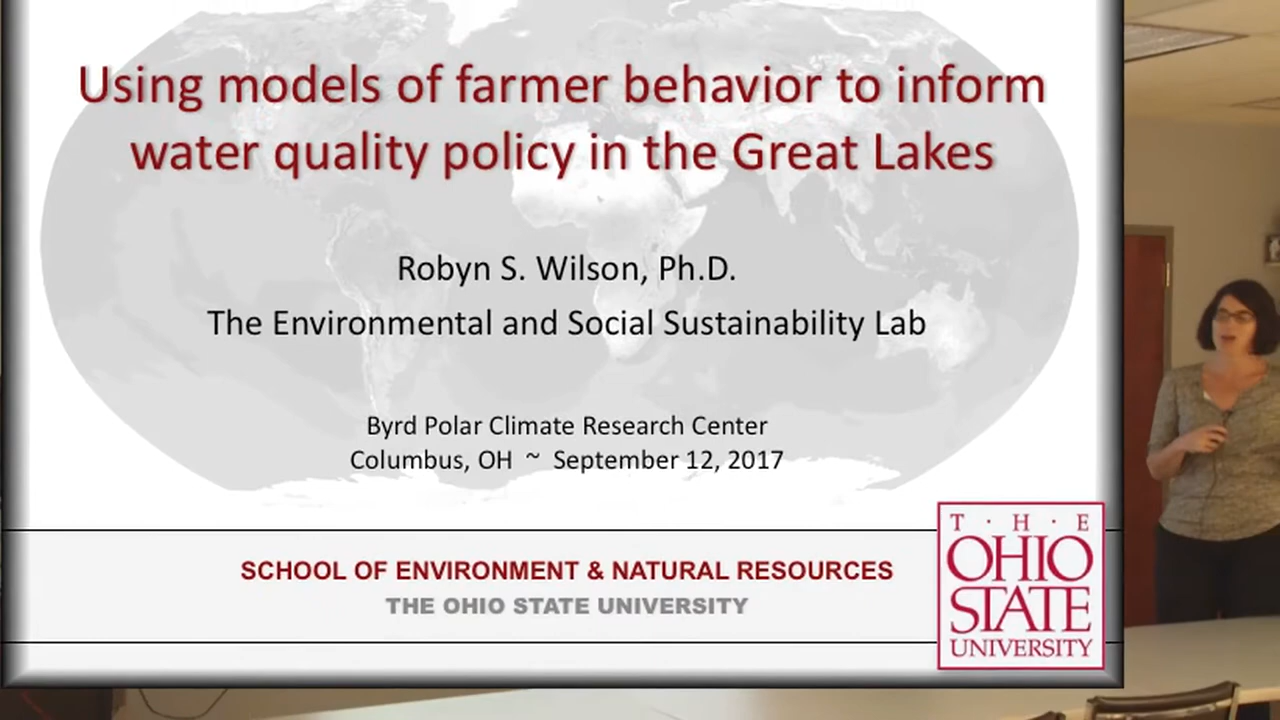 Using models of farmer behavior to inform
water quality policy in the Great Lakes
Robyn S. Wilson, Ph.D.
The Environmental and Social Sustainability Lab
Byrd Polar Climate Research Center
Columbus, OH ~ September 12, 2017
SCHOOL OF ENVIRONMENT & NATURAL RESOURCES
THE OHIO STATE UNIVERSITY
T · H · E
OHIO
STATE
UNIVERSITY